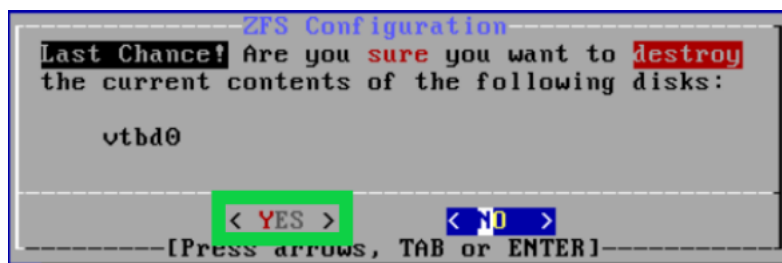 ZFS Configuration
Last Chance! Are you sure you want to destroy
the current contents of the following disks:
vtbd0
< YES > < NO >
[Press arrows, TAB or ENTER]